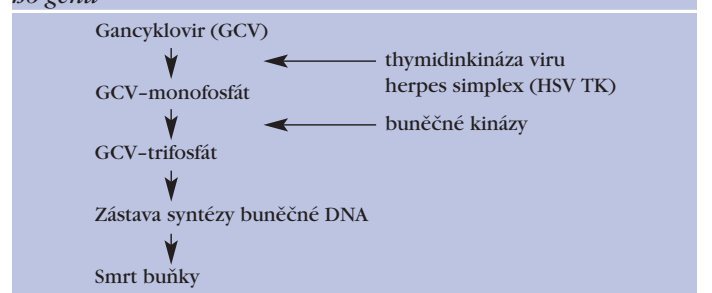 Gancyklovir (GCV)
thymidinkináza viru
herpes simplex (HSV TK)
GCV–monofosfát
buněčné kinázy
GCV–trifosfát
Zástava syntézy buněčné DNA
Smrt buňky